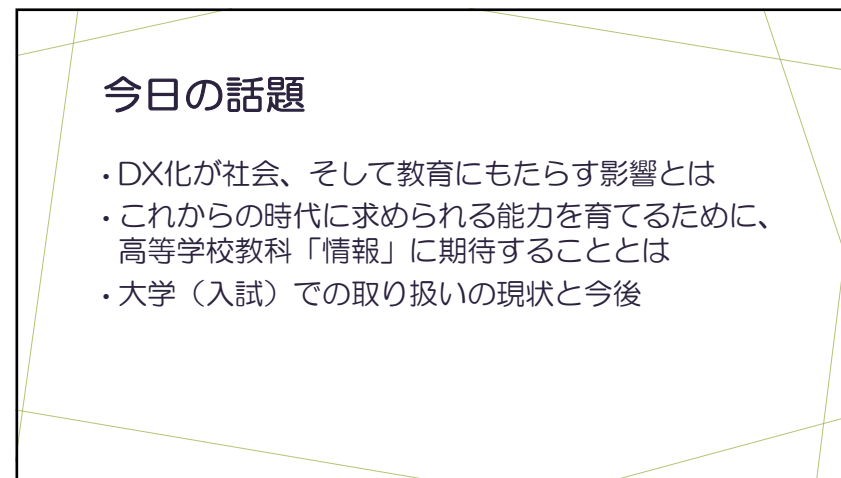 今日の話題
・DX化が社会、そして教育にもたらす影響とは
・これからの時代に求められる能力を育てるために、
高等学校教科「情報」に期待することとは
・大学（入試）での取り扱いの現状と今後